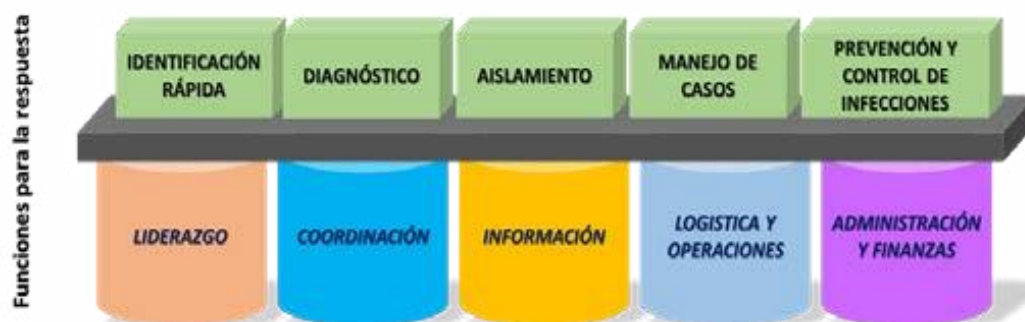 Funciones para la respuesta
IDENTIFICACIÓN
RÁPIDA
DIAGNÓSTICO
AISLAMIENTO
MANEJO DE
CASOS
PREVENCIÓN Y
CONTROL DE
INFECCIONES
LIDERAZGO
COORDINACIÓN
INFORMACIÓN
LOGISTICA Y
OPERACIONES
ADMINISTRACIÓN
Y FINANZAS